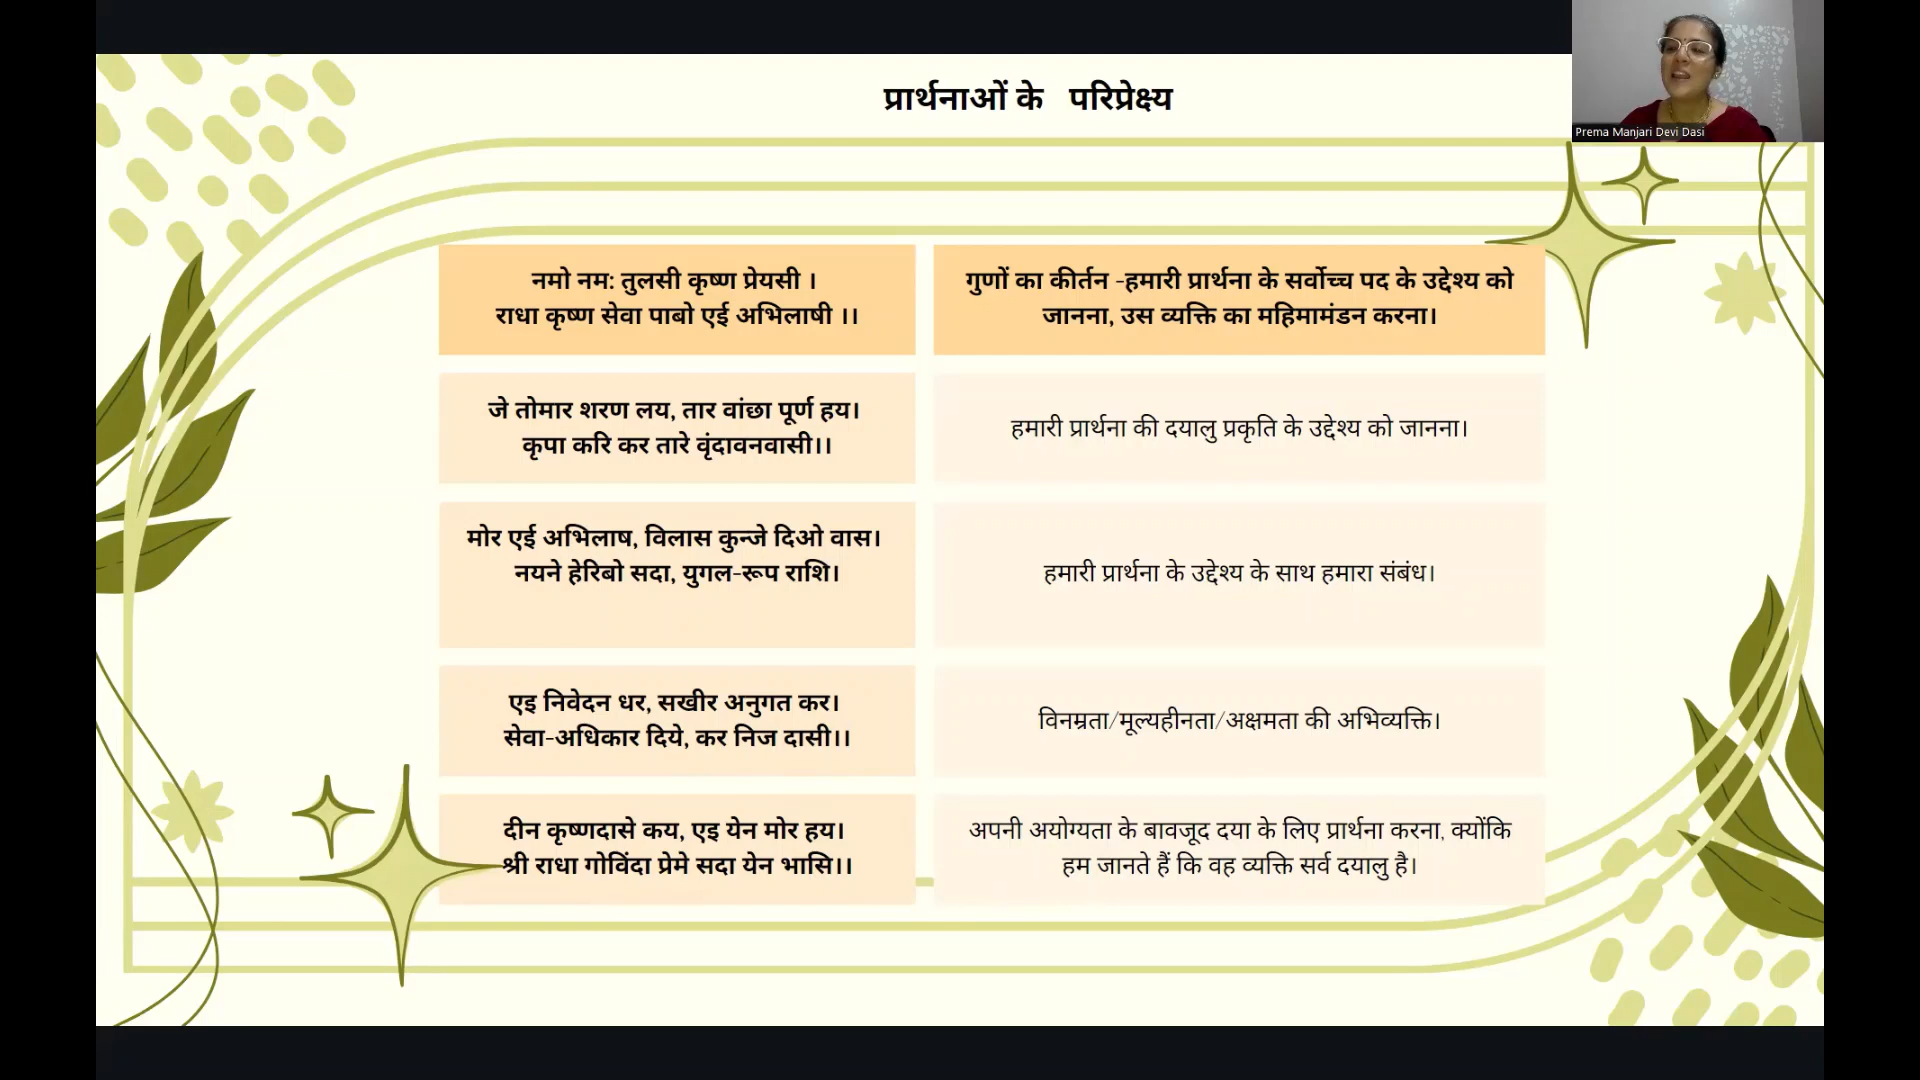 प्रार्थनाओं के परिप्रेक्ष्य
Prema Manjari Devi Dasi
नमो नम: तुलसी कृष्ण प्रेयसी ।
राधा कृष्ण सेवा पाबो एई अभिलाषी ।।
गुणों का कीर्तन -हमारी प्रार्थना के सर्वोच्च पद के उद्देश्य को
जानना, उस व्यक्ति का महिमामंडन करना।
जे तोमार शरण लय, तार वांछा पूर्ण हय।
कृपा करि कर तारे वृंदावनवासी।।
हमारी प्रार्थना की दयालु प्रकृति के उद्देश्य को जानना।
मोर एई अभिलाष, विलास कुन्जे दिओ वास।
नयने हेरिबो सदा, युगल-रूप राशि।
हमारी प्रार्थना के उद्देश्य के साथ हमारा संबंध।
एइ निवेदन धर, सखीर अनुगत कर।
सेवा-अधिकार दिये, कर निज दासी।।
विनम्रता/मूल्यहीनता/अक्षमता की अभिव्यक्ति।
दीन कृष्णदासे कय, एइ येन मोर हय।
श्री राधा गोविंदा प्रेमे सदा येन भासि।।
अपनी अयोग्यता के बावजूद दया के लिए प्रार्थना करना, क्योंकि
हम जानते हैं कि वह व्यक्ति सर्व दयालु है।